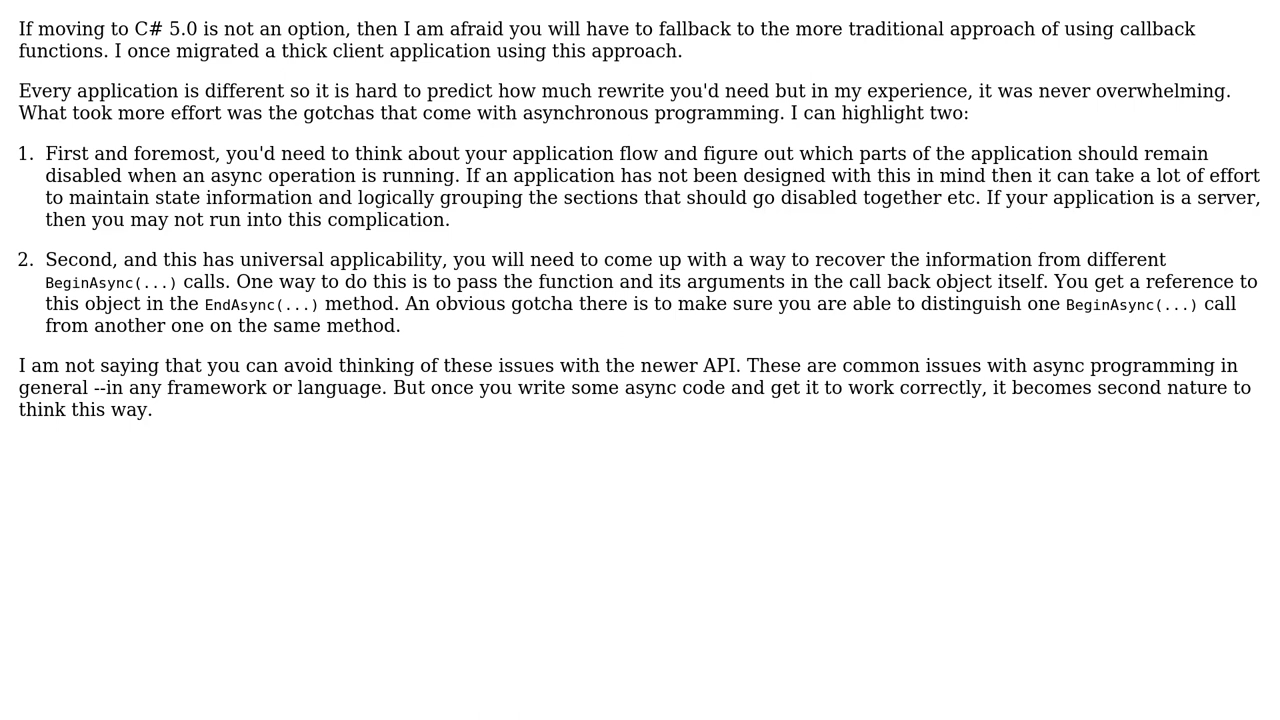 If moving to C# 5.0 is not an option, then I am afraid you will have to fallback to the more traditional approach of using callback
functions. I once migrated a thick client application using this approach.
Every application is different so it is hard to predict how much rewrite you'd need but in my experience, it was never overwhelming.
What took more effort was the gotchas that come with asynchronous programming. I can highlight two:
1. First and foremost, you'd need to think about your application flow and figure out which parts of the application should remain
disabled when an async operation is running. If an application has not been designed with this in mind then it can take a lot of effort
to maintain state information and logically grouping the sections that should go disabled together etc. If your application is a server,
then you may not run into this complication.
2. Second, and this has universal applicability, you will need to come up with a way to recover the information from different
BeginAsync(...) calls. One way to do this is to pass the function and its arguments in the call back object itself. You get a reference to
this object in the EndAsync(...) method. An obvious gotcha there is to make sure you are able to distinguish one BeginAsync(...) call
from another one on the same method.
I am not saying that you can avoid thinking of these issues with the newer API. These are common issues with async programming in
general --in any framework or language. But once you write some async code and get it to work correctly, it becomes second nature to
think this way.